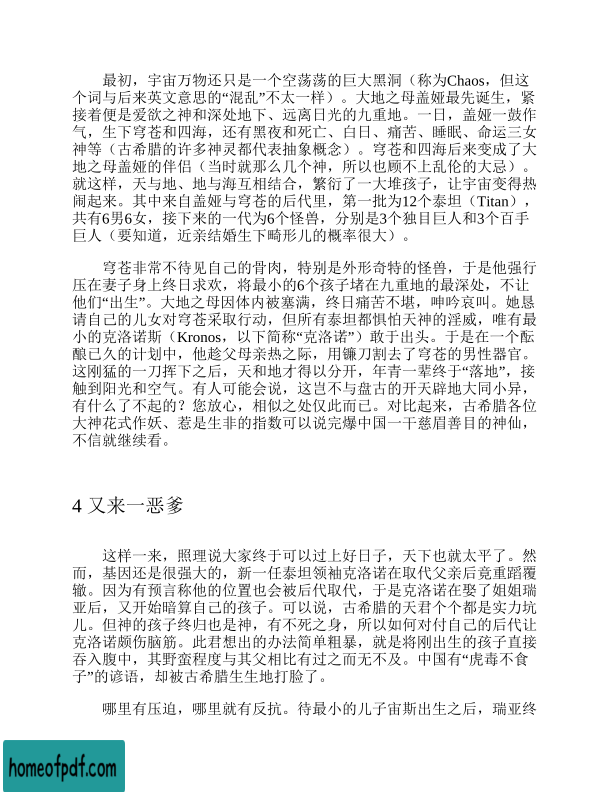 最初，宇宙万物还只是一个空荡荡的巨大黑洞（称为Chaos，但这
个词与后来英文意思的“混乱”不太一样）。大地之母盖娅最先诞生，紧
接着便是爱欲之神和深处地下、远离日光的九重地。一日，盖娅一鼓作
气，生下穹苍和四海，还有黑夜和死亡、白日、痛苦、睡眠、命运三女
神等（古希腊的许多神灵都代表抽象概念）。穹苍和四海后来变成了大
地之母盖娅的伴侣（当时就那么几个神，所以也顾不上乱伦的大忌）。
就这样，天与地、地与海互相结合，繁衍了一大堆孩子，让宇宙变得热
闹起来。其中来自盖娅与穹苍的后代里，第一批为12个泰坦（Titan），
共有6男6女，接下来的一代为6个怪兽，分别是3个独目巨人和3个百手
巨人（要知道，近亲结婚生下畸形儿的概率很大）。
穹苍非常不待见自己的骨肉，特别是外形奇特的怪兽，于是他强行
压在妻子身上终日求欢，将最小的6个孩子堵在九重地的最深处，不让
他们“出生”。大地之母因体内被塞满，终日痛苦不堪，呻吟哀叫。她恳
请自己的儿女对穹苍采取行动，但所有泰坦都惧怕天神的淫威，唯有最
小的克洛诺斯（Kronos，以下简称“克洛诺”）敢于出头。于是在一个酝
酿已久的计划中，他趁父母亲热之际，用镰刀割去了穹苍的男性器官。
这刚猛的一刀挥下之后，天和地才得以分开，年青一辈终于“落地”，接
触到阳光和空气。有人可能会说，这岂不与盘古的开天辟地大同小异，
有什么了不起的？您放心，相似之处仅此而已。对比起来，古希腊各位
大神花式作妖、惹是生非的指数可以说完爆中国一干慈眉善目的神仙，
不信就继续看。
4 又来一恶爹
这样一来，照理说大家终于可以过上好日子，天下也就太平了。然
而，基因还是很强大的，新一任泰坦领袖克洛诺在取代父亲后竟重蹈覆
辙。因为有预言称他的位置也会被后代取代，于是克洛诺在娶了姐姐瑞
亚后，又开始暗算自己的孩子。可以说，古希腊的天君个个都是实力坑
儿。但神的孩子终归也是神，有不死之身，所以如何对付自己的后代让
克洛诺颇伤脑筋。此君想出的办法简单粗暴，就是将刚出生的孩子直接
吞入腹中，其野蛮程度与其父相比有过之而无不及。中国有“虎毒不食
子”的谚语，却被古希腊生生地打脸了。
哪里有压迫，哪里就有反抗。待最小的儿子宙斯出生之后，瑞亚终
homeofpdf.com